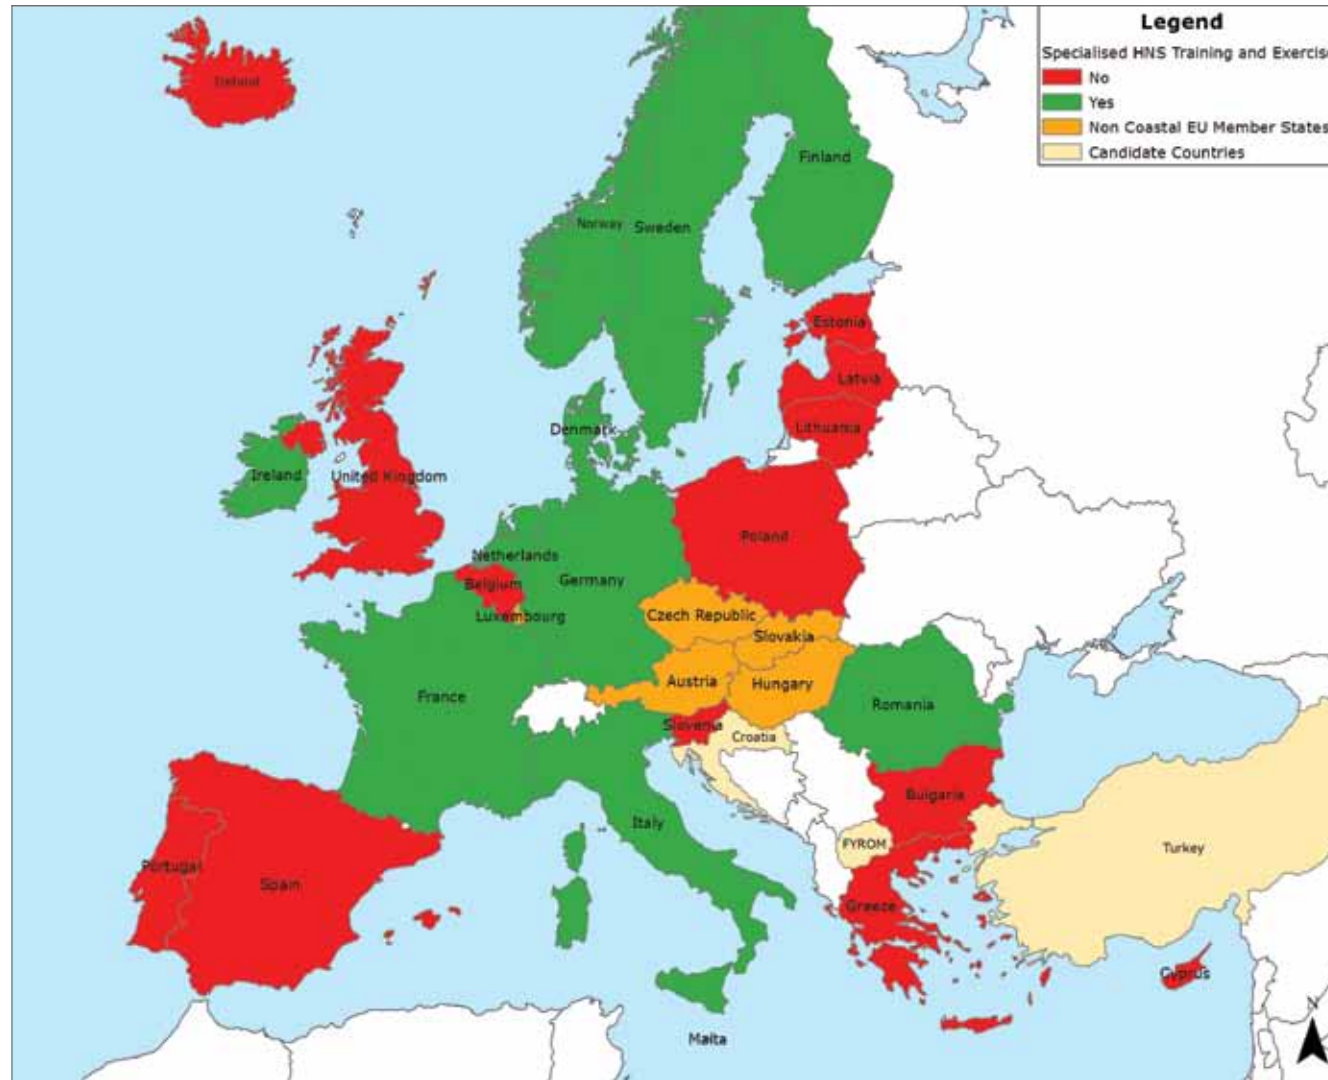 Legend
Specialised HNS Training and Exercise
No
Yes
Non Coastal EU Member States
Candidate Countries
Iceland
Finland
Norway
Sweden
Estonia
Latvia
Lithuania
Denmark
Ireland
United Kingdom
Netherlands
Belgium
Germany
Luxembourg
Poland
Czech Republic
Slovakia
Austria
Hungary
France
Slovenia
Croatia
Romania
Bulgaria
Italy
FYROM
Turkey
Portugal
Spain
Greece
Cyprus
Malta
N